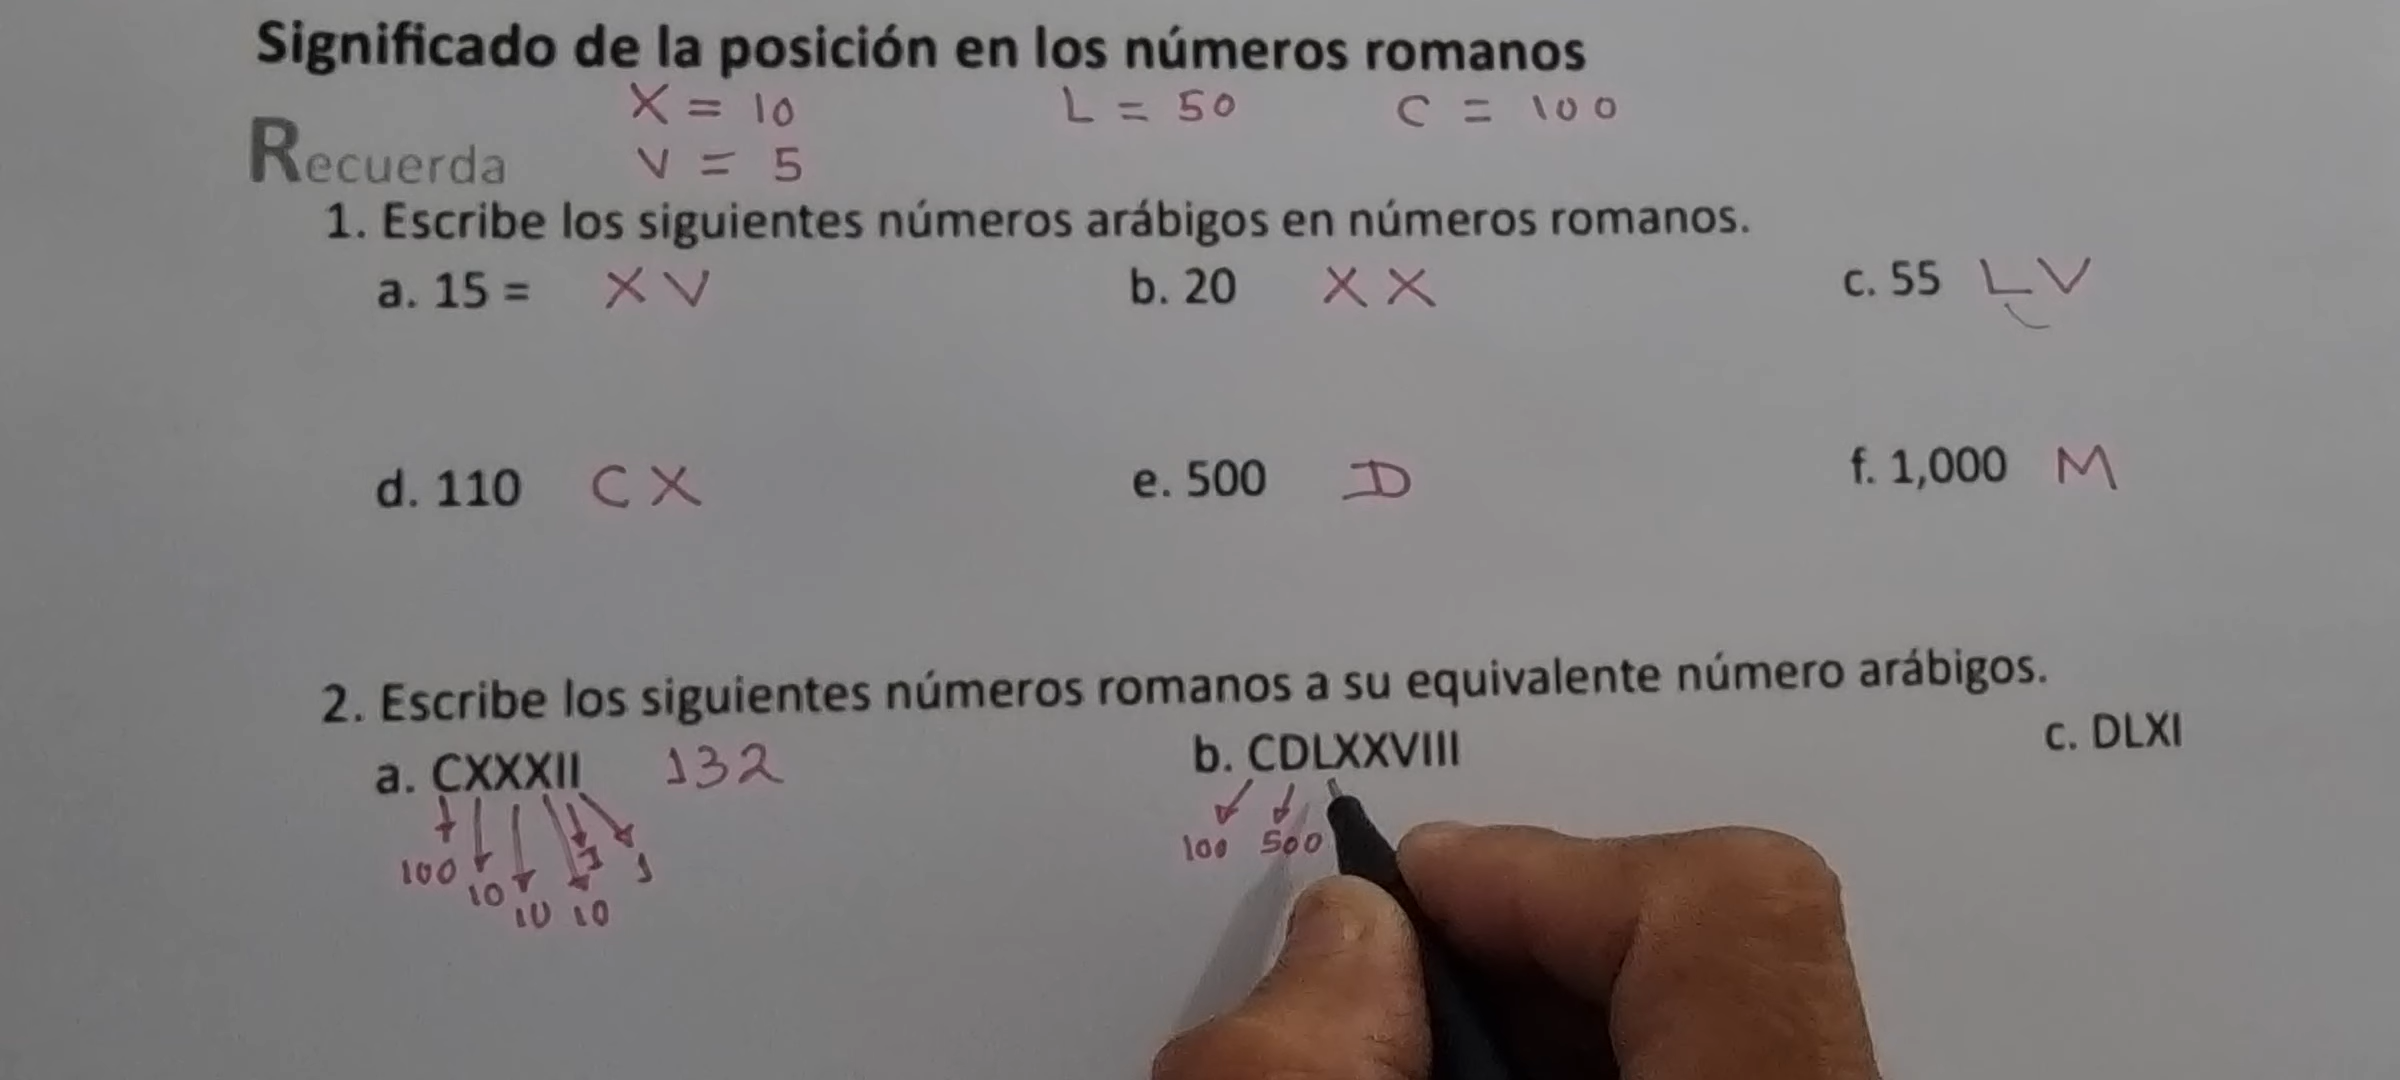 Significado de la posición en los números romanos
X = 10 L = 50 C = 100
Recuerda V = 5
1. Escribe los siguientes números arábigos en números romanos.
a. 15 = XV b. 20 XX c. 55 LV
d. 110 CX e. 500 D f. 1,000 M
2. Escribe los siguientes números romanos a su equivalente número arábigos.
a. CXXXII 132 b. CDLXXVIII c. DLXI
100 10 10 10 1 1 100 500